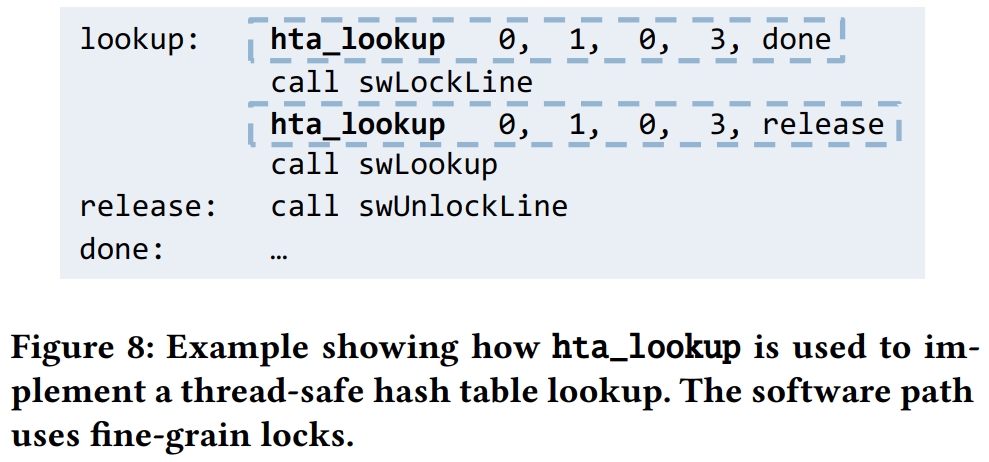 lookup: hta_lookup 0, 1, 0, 3, done
call swLockLine
hta_lookup 0, 1, 0, 3, release
call swLookup
release: call swUnlockLine
done: …
Figure 8: Example showing how hta_lookup is used to im-
plement a thread-safe hash table lookup. The software path
uses fine-grain locks.